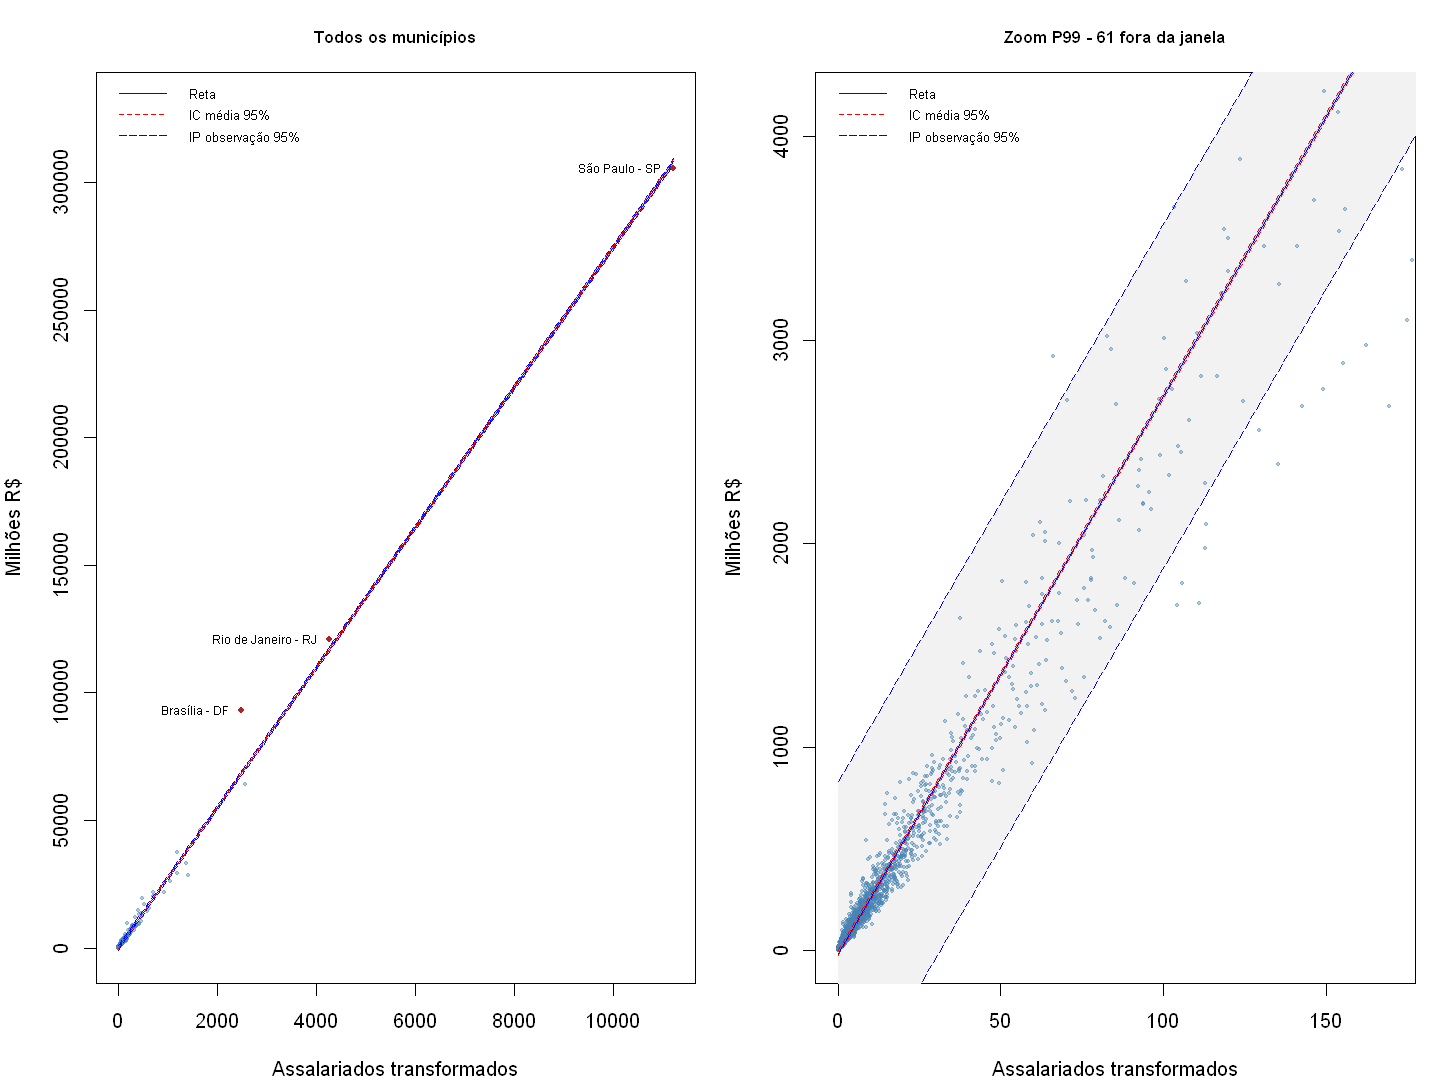 Todos os municípios
Reta
IC média 95%
IP observação 95%
São Paulo - SP
Rio de Janeiro - RJ
Brasília - DF
Milhões R$
300000
250000
200000
150000
100000
50000
0
0 2000 4000 6000 8000 10000
Assalariados transformados
Zoom P99 - 61 fora da janela
Reta
IC média 95%
IP observação 95%
Milhões R$
4000
3000
2000
1000
0
0 50 100 150
Assalariados transformados